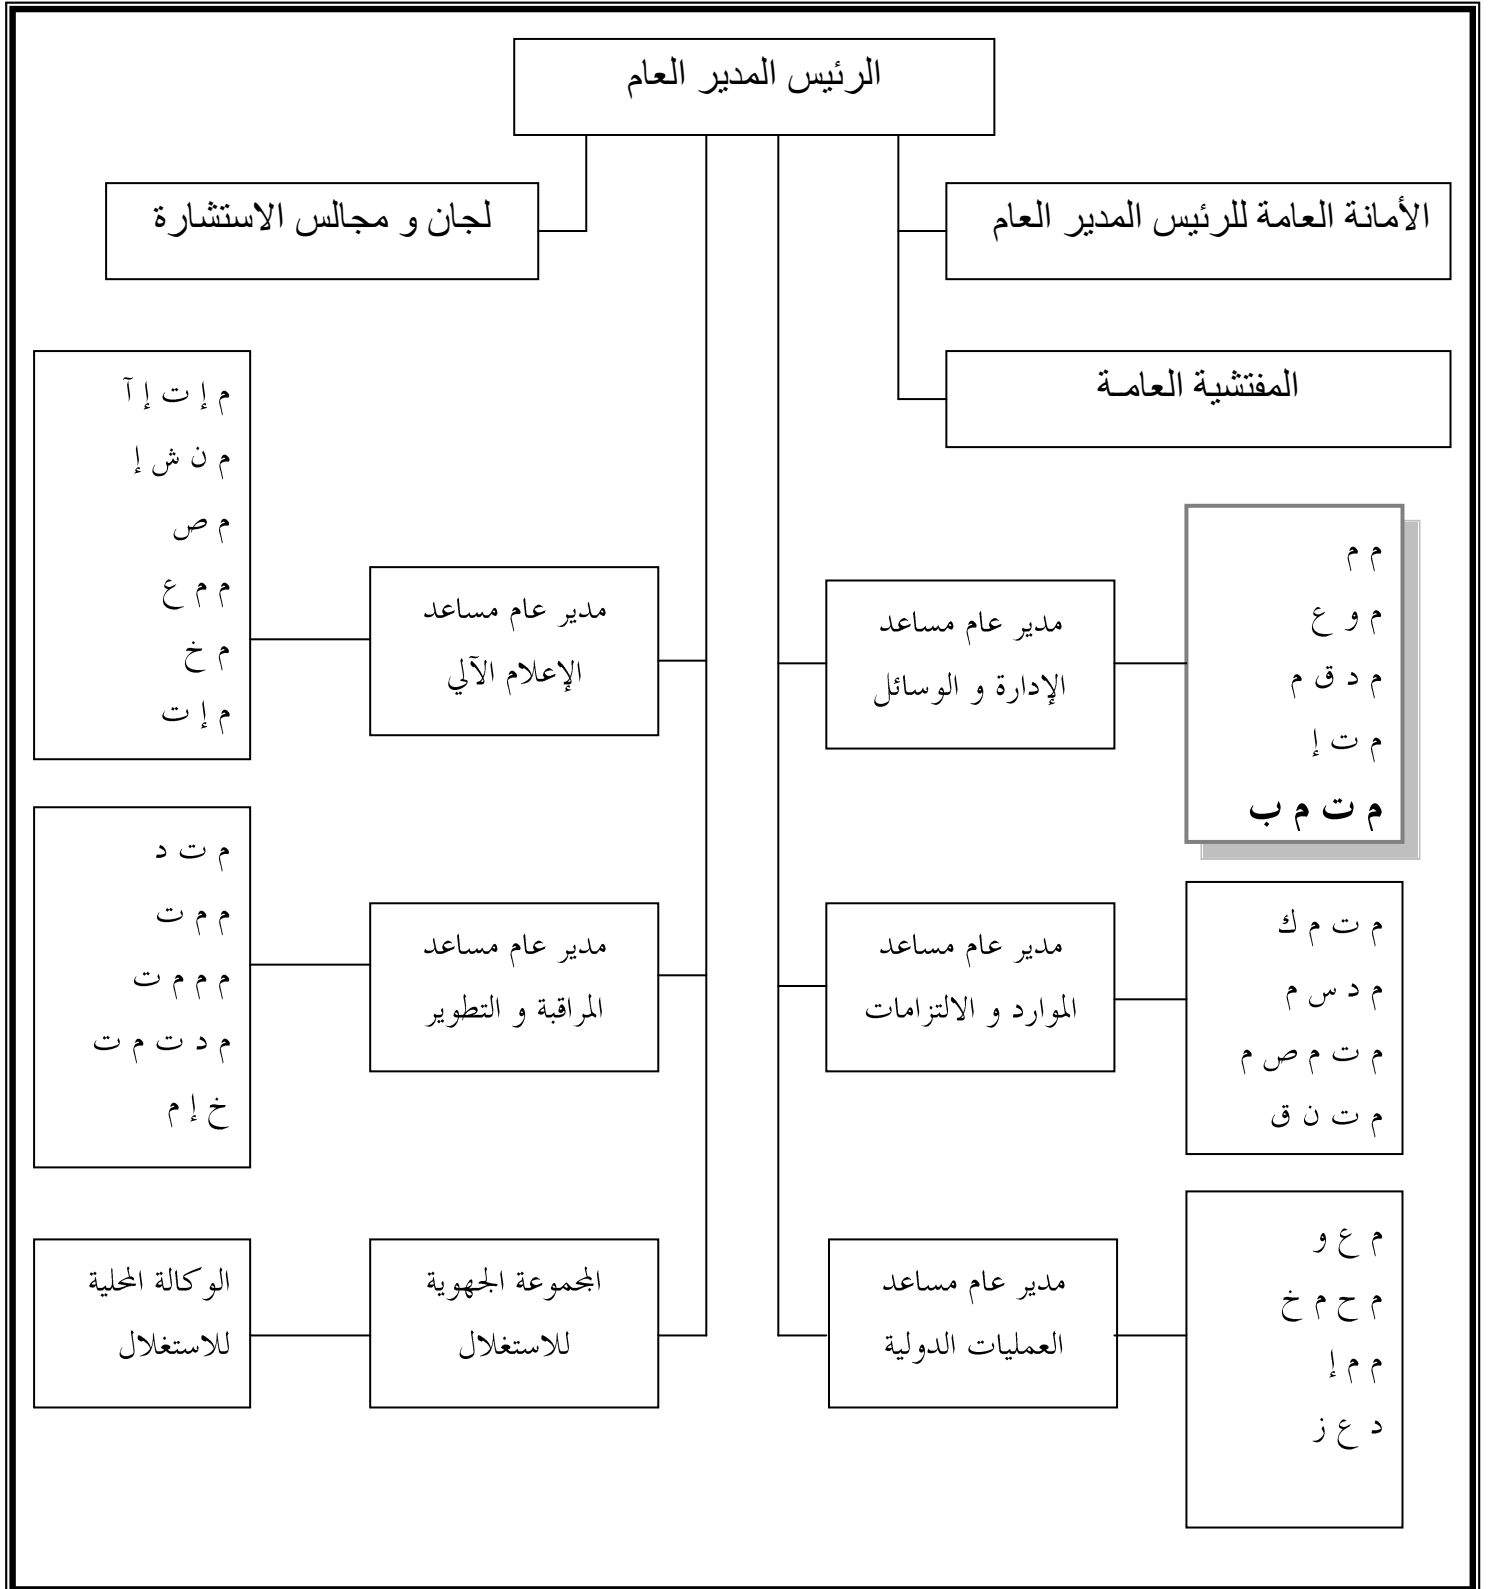 الرئيس المدير العام
الأمانة العامة للرئيس المدير العام
لجان و مجالس الاستشارة
المفتشية العامـة
م م
م و ع
م د ق م
م ت إ
م ت م ب
مدير عام مساعد
الإدارة و الوسائل
مدير عام مساعد
الإعلام الآلي
م إ ت إ آ
م ن ش إ
م ص
م م ع
م خ
م إ ت
م ت م ك
م د س م
م ت م ص م
م ت ن ق
مدير عام مساعد
الموارد و الالتزامات
مدير عام مساعد
المراقبة و التطوير
م ت د
م م ت
م م م ت
م د ت م ت
خ إ م
م ع و
م ح م خ
م م إ
د ع ز
مدير عام مساعد
العمليات الدولية
المجموعة الجهوية
للاستغلال
الوكالة المحلية
للاستغلال